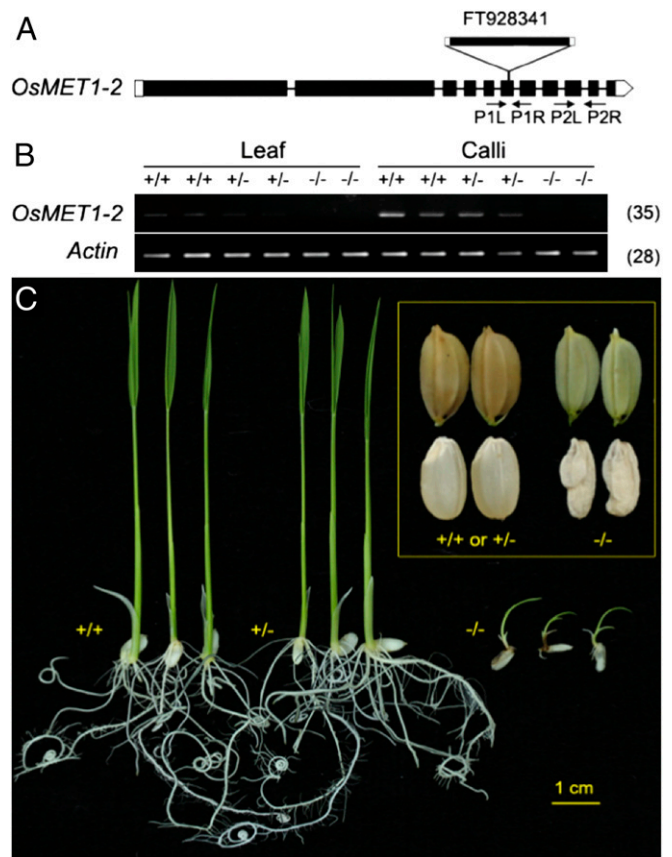 A
FT928341
OsMET1-2
P1L P1R P2L P2R
B
Leaf Calli
+/+ +/+ +/- +/- -/- -/- +/+ +/+ +/- +/- -/- -/-
OsMET1-2 (35)
Actin (28)
C
+/+ or +/- -/-
+/+ +/- -/-
1 cm